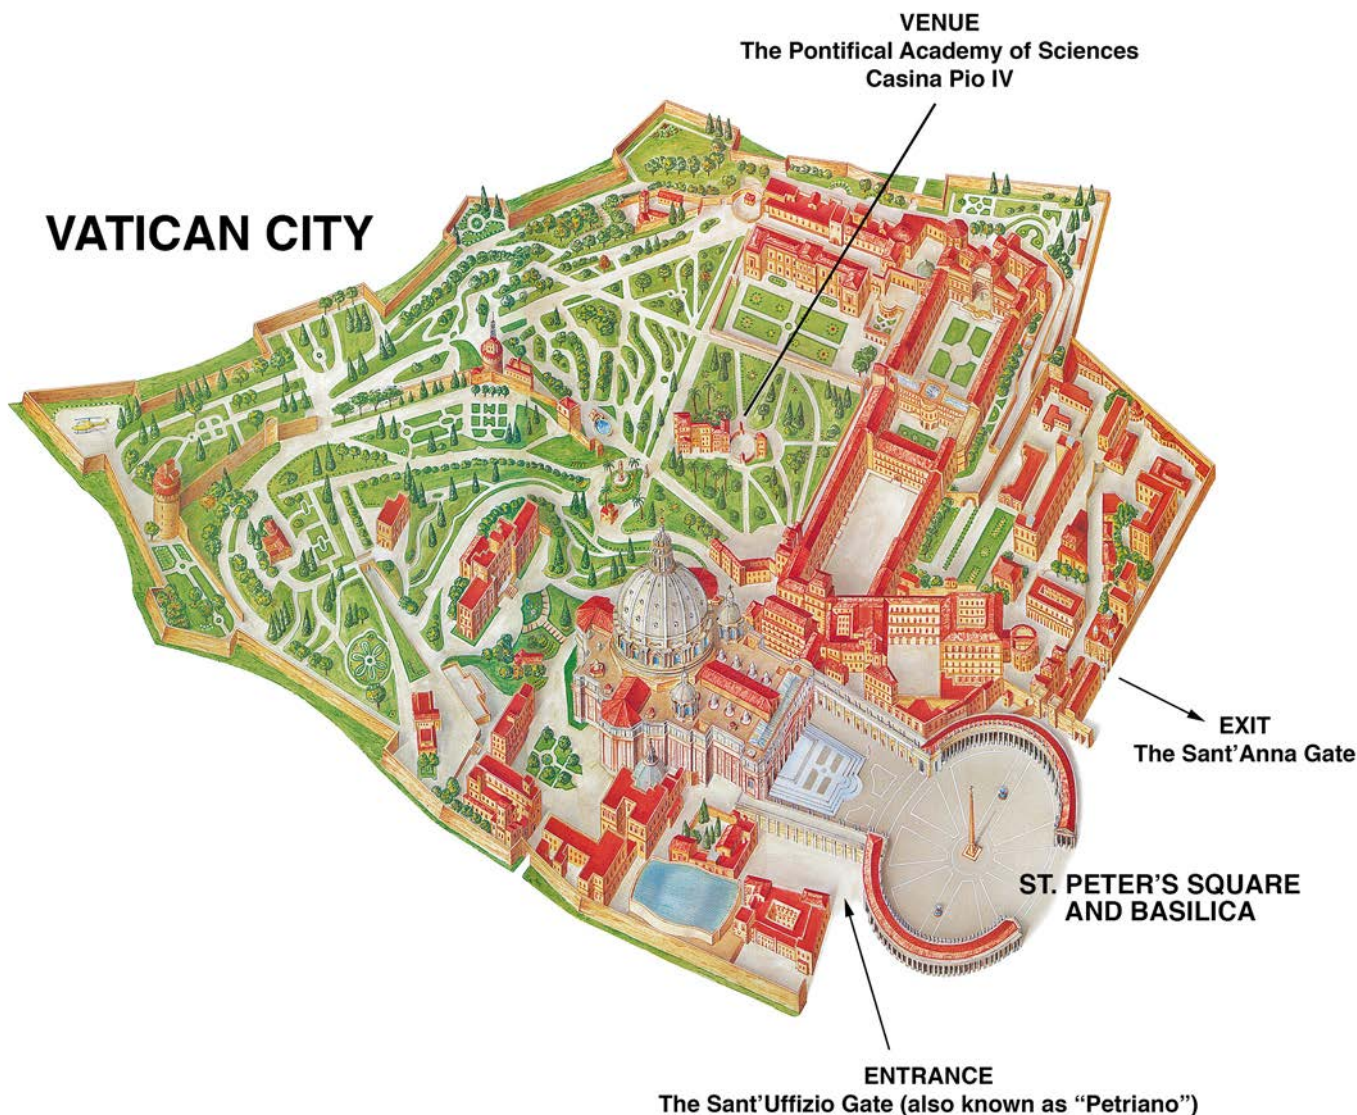 VENUE
The Pontifical Academy of Sciences
Casina Pio IV
VATICAN CITY
EXIT
The Sant'Anna Gate
ST. PETER'S SQUARE
AND BASILICA
ENTRANCE
The Sant'Uffizio Gate (also known as “Petriano”)